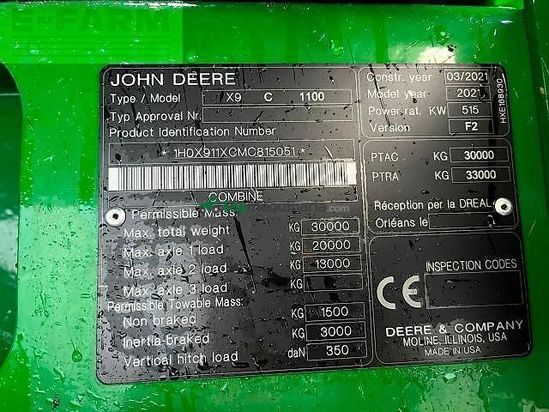 E-FARM
JOHN DEERE
Type / Model X9 C 1100
Typ Approval Nr.
Product Identification Number
* 1H0X911XCMC815051 *
COMBINE
Permissible Mass:
Max. total weight KG 30000
Max. axle 1 load KG 20000
Max. axle 2 load KG 13000
Max. axle 3 load KG
Permissible Towable Mass:
Non braked KG 1500
Inertia-braked KG 3000
Vertical hitch load daN 350
Constr. year 03/2021
Model year 2021
Power rat. KW 515
Version F2
HXE168930
PTAC KG 30000
PTRA KG 33000
Réception par la DREAL
Orléans le
CE
INSPECTION CODES
DEERE & COMPANY
MOLINE, ILLINOIS, USA
MADE IN USA